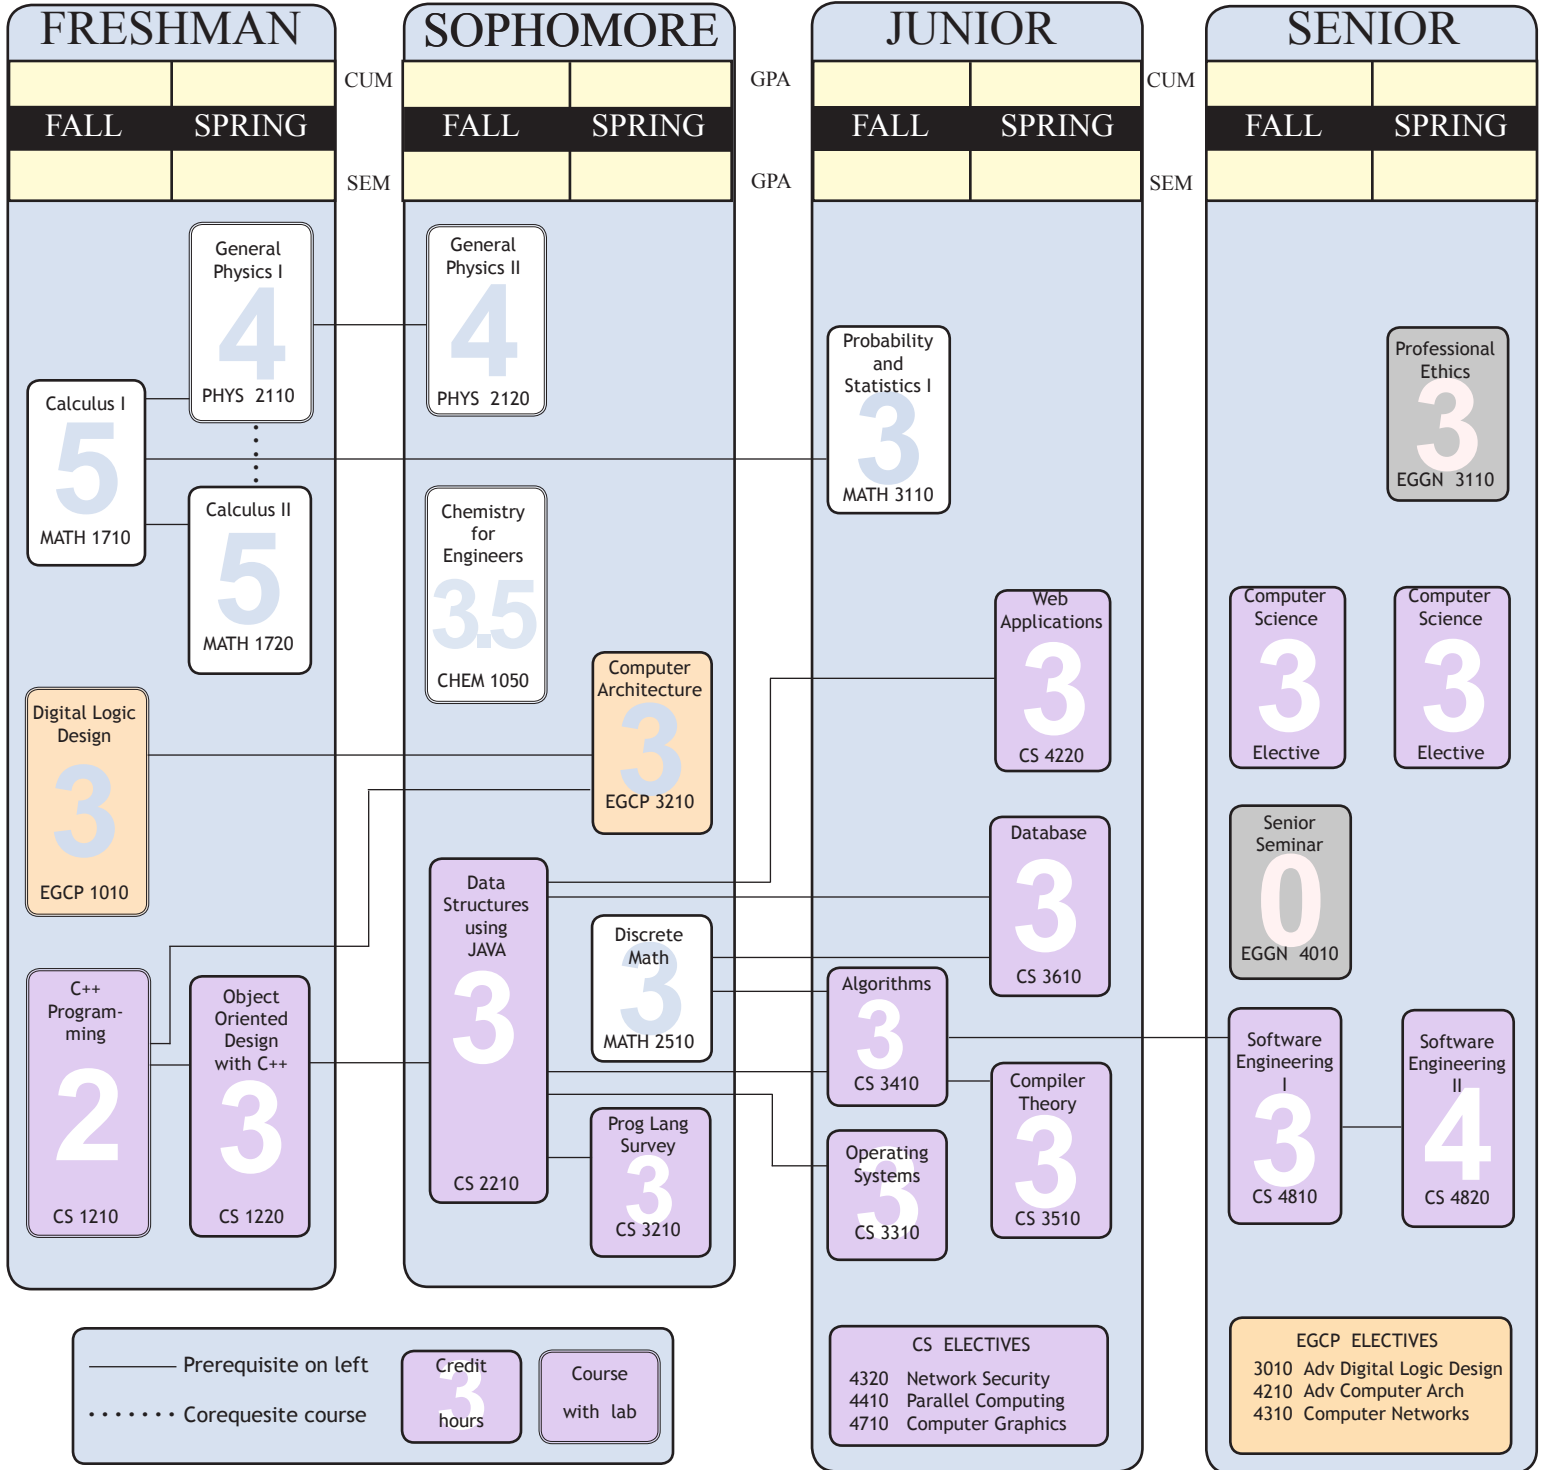 FRESHMAN
FALL SPRING
CUM
SEM
SOPHOMORE
FALL SPRING
GPA
GPA
JUNIOR
FALL SPRING
CUM
SEM
SENIOR
FALL SPRING
General
Physics I
4
PHYS 2110
Calculus I
5
MATH 1710
Calculus II
5
MATH 1720
Digital Logic
Design
3
EGCP 1010
C++
Program-
ming
2
CS 1210
Object
Oriented
Design
with C++
3
CS 1220
General
Physics II
4
PHYS 2120
Chemistry
for
Engineers
3.5
CHEM 1050
Computer
Architecture
3
EGCP 3210
Data
Structures
using
JAVA
3
CS 2210
Discrete
Math
3
MATH 2510
Prog Lang
Survey
3
CS 3210
Probability
and
Statistics I
3
MATH 3110
Web
Applications
3
CS 4220
Database
3
CS 3610
Algorithms
3
CS 3410
Compiler
Theory
3
CS 3510
Operating
Systems
3
CS 3310
Professional
Ethics
3
EGGN 3110
Computer
Science
3
Elective
Computer
Science
3
Elective
Senior
Seminar
0
EGGN 4010
Software
Engineering
I
3
CS 4810
Software
Engineering
II
4
CS 4820
Prerequisite on left
Corequesite course
Credit
3
hours
Course
with lab
CS ELECTIVES
4320 Network Security
4410 Parallel Computing
4710 Computer Graphics
EGCP ELECTIVES
3010 Adv Digital Logic Design
4210 Adv Computer Arch
4310 Computer Networks